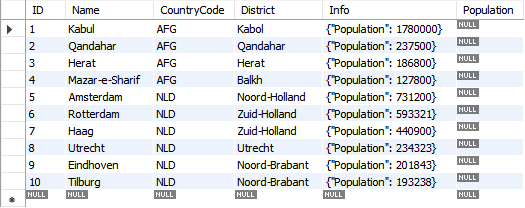 ID Name CountryCode District Info Population
1 Kabul AFG Kabol {"Population": 1780000} NULL
2 Qandahar AFG Qandahar {"Population": 237500} NULL
3 Herat AFG Herat {"Population": 186800} NULL
4 Mazar-e-Sharif AFG Balkh {"Population": 127800} NULL
5 Amsterdam NLD Noord-Holland {"Population": 731200} NULL
6 Rotterdam NLD Zuid-Holland {"Population": 593321} NULL
7 Haag NLD Zuid-Holland {"Population": 440900} NULL
8 Utrecht NLD Utrecht {"Population": 234323} NULL
9 Eindhoven NLD Noord-Brabant {"Population": 201843} NULL
10 Tilburg NLD Noord-Brabant {"Population": 193238} NULL
NULL NULL NULL NULL NULL NULL